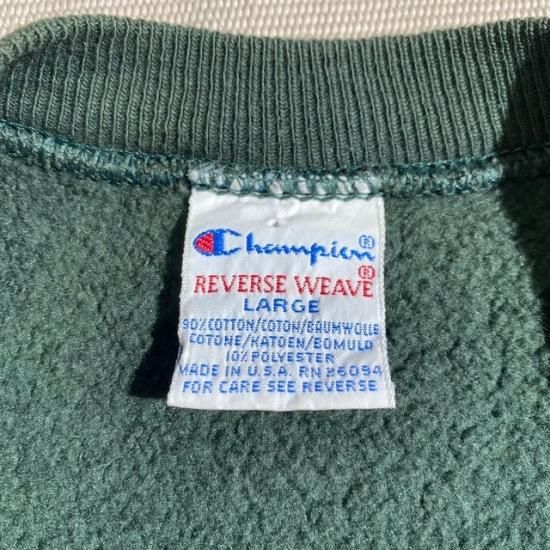 Champion®
REVERSE WEAVE®
LARGE
90% COTTON/COTON/BAUMWOLLE
COTONE/KATOEN/BOMULD
10% POLYESTER
MADE IN U.S.A. RN 26094
FOR CARE SEE REVERSE